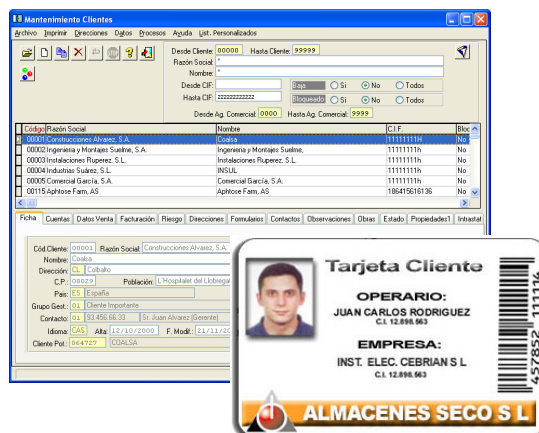 Mantenimiento Clientes
Archivo Imprimir Direcciones Datos Procesos Ayuda List. Personalizados
Desde Cliente: 00000 Hasta Cliente: 99999
Razón Social: *
Nombre: *
Desde CIF:
Baja Si No Todos
Hasta CIF: zzzzzzzzzzzz
Bloqueado Si No Todos
Desde Ag. Comercial: 0000 Hasta Ag. Comercial: 9999
Código Razón Social Nombre C.I.F. Bloc
00001 Construcciones Alvarez, S.A. Coalsa 11111111H No
00002 Ingenieria y Montajes Suelme, S.A. Ingenieria y Montajes Suelme, 11111111h No
00003 Instalaciones Ruperez. S.L. Instalaciones Ruperez. S.L. 11111111h No
00004 Industrias Suárez, S.L. INSUL 11111111h No
00005 Comercial García, S.A. Comercial García, S.A. 11111111h No
00115 Aphtose Farm, AS Aphtose Farm, AS 186415616136 No
Ficha Cuentas Datos Venta Facturación Riesgo Direcciones Formularios Contactos Observaciones Obras Estado Propiedades1 Intrastat
Cód.Cliente: 00001 Razón Social: Construcciones Alvarez, S.A.
Nombre: Coalsa
Dirección: CL Colbalto
C.P.: 08029 Población: L'Hospitalet del Llobregat
Pais: ES España
Grupo Gest.: 01 Cliente Importante
Contacto: 01 93.456.66.33 Sr. Juan Alvarez (Gerente)
Idioma: CAS Alta: 12/10/2000 F. Modif.: 21/11/20
Cliente Pot.: 064727 COALSA
Tarjeta Cliente
OPERARIO:
JUAN CARLOS RODRIGUEZ
C.I. 12.898.563
EMPRESA:
INST. ELEC. CEBRIAN S L
C.I. 12.898.563
457852 111114
ALMACENES SECO S L